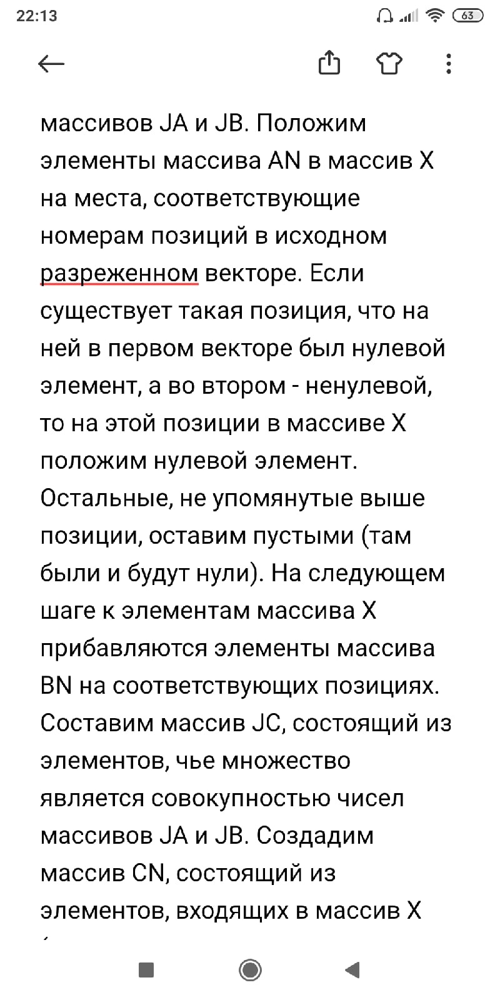 22:13
63
массивов JA и JB. Положим
элементы массива AN в массив X
на места, соответствующие
номерам позиций в исходном
разреженном векторе. Если
существует такая позиция, что на
ней в первом векторе был нулевой
элемент, а во втором - ненулевой,
то на этой позиции в массиве X
положим нулевой элемент.
Остальные, не упомянутые выше
позиции, оставим пустыми (там
были и будут нули). На следующем
шаге к элементам массива X
прибавляются элементы массива
BN на соответствующих позициях.
Составим массив JC, состоящий из
элементов, чье множество
является совокупностью чисел
массивов JA и JB. Создадим
массив CN, состоящий из
элементов, входящих в массив X